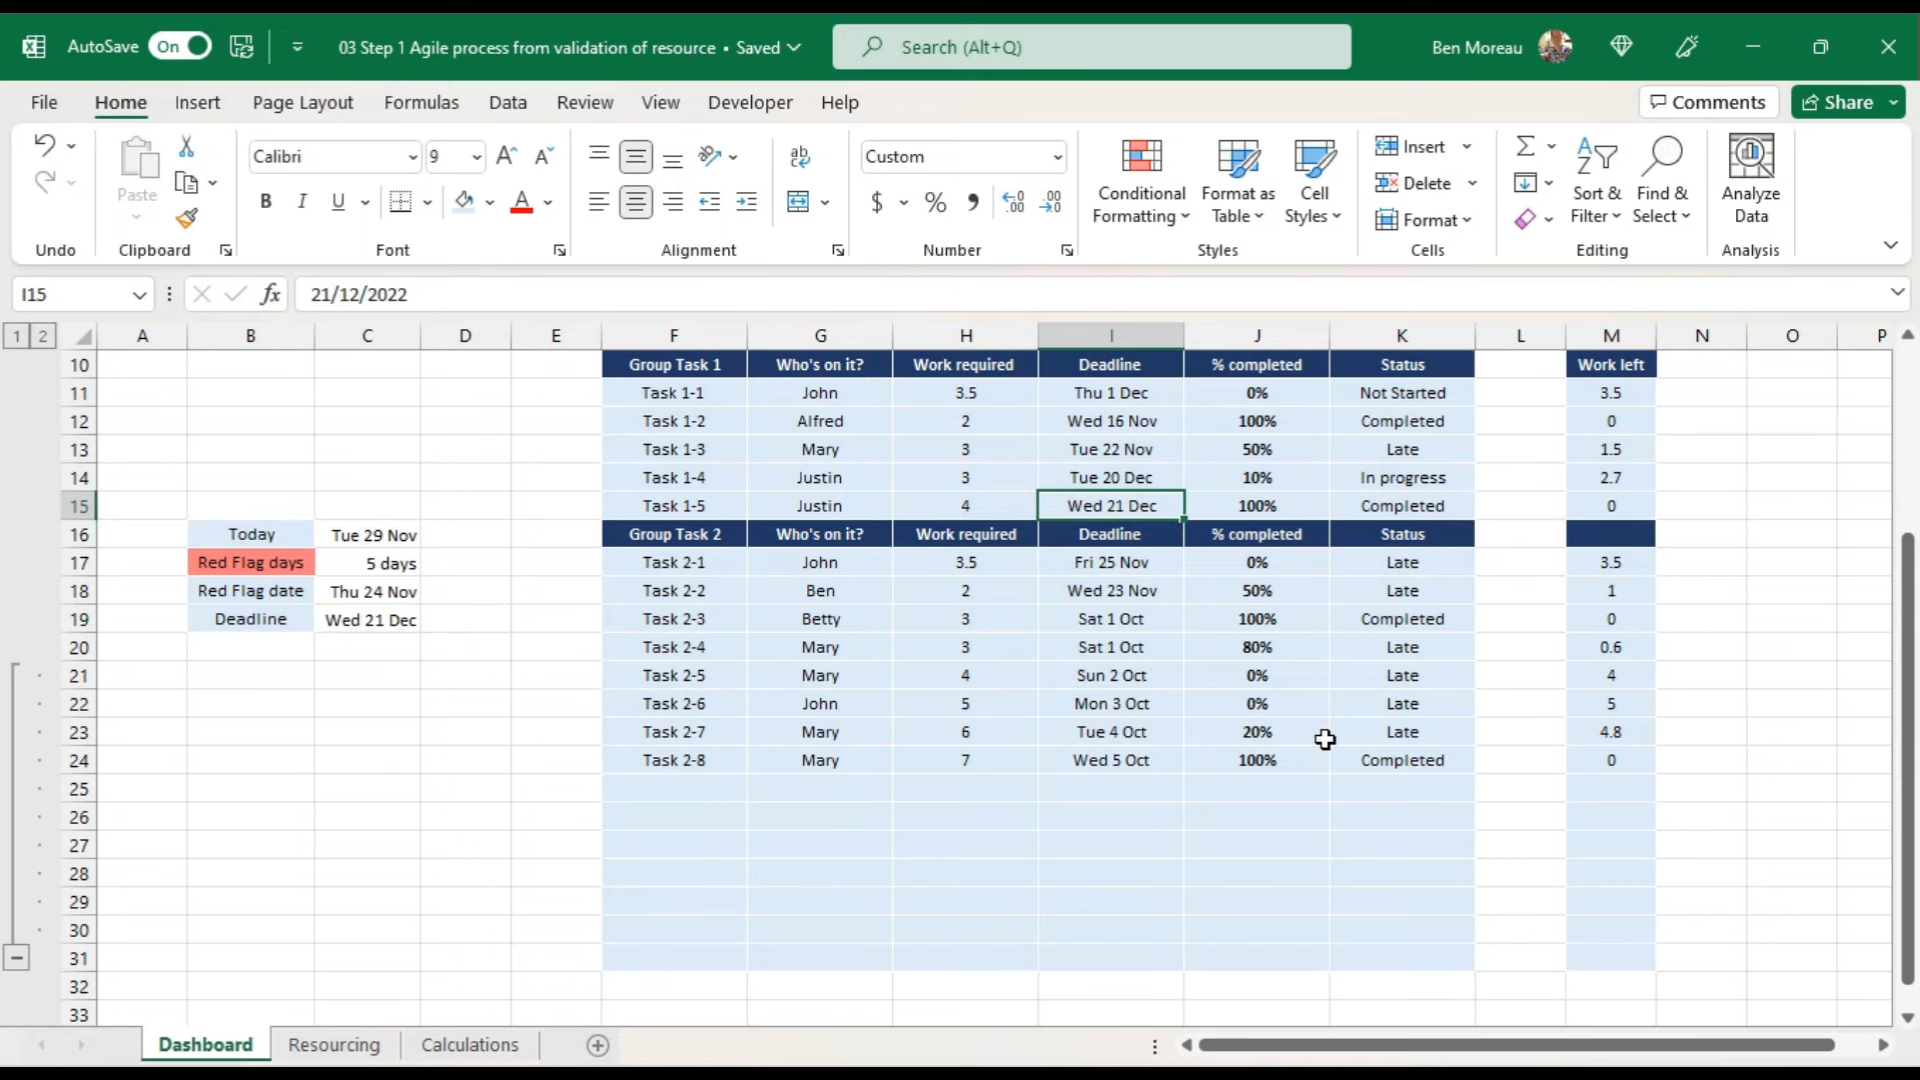 AutoSave On 03 Step 1 Agile process from validation of resource • Saved Search (Alt+Q) Ben Moreau
File Home Insert Page Layout Formulas Data Review View Developer Help Comments Share
Paste Calibri 9 ab Custom Conditional Formatting Format as Table Cell Styles Insert Delete Format Sort & Filter Find & Select Analyze Data
B I U A $ % .00 .00
Undo Clipboard Font Alignment Number Styles Cells Editing Analysis
I15 fx 21/12/2022
1 2 A B C D E F G H I J K L M N O P
10 Group Task 1 Who's on it? Work required Deadline % completed Status Work left
11 Task 1-1 John 3.5 Thu 1 Dec 0% Not Started 3.5
12 Task 1-2 Alfred 2 Wed 16 Nov 100% Completed 0
13 Task 1-3 Mary 3 Tue 22 Nov 50% Late 1.5
14 Task 1-4 Justin 3 Tue 20 Dec 10% In progress 2.7
15 Task 1-5 Justin 4 Wed 21 Dec 100% Completed 0
16 Today Tue 29 Nov Group Task 2 Who's on it? Work required Deadline % completed Status
17 Red Flag days 5 days Task 2-1 John 3.5 Fri 25 Nov 0% Late 3.5
18 Red Flag date Thu 24 Nov Task 2-2 Ben 2 Wed 23 Nov 50% Late 1
19 Deadline Wed 21 Dec Task 2-3 Betty 3 Sat 1 Oct 100% Completed 0
20 Task 2-4 Mary 3 Sat 1 Oct 80% Late 0.6
21 Task 2-5 Mary 4 Sun 2 Oct 0% Late 4
22 Task 2-6 John 5 Mon 3 Oct 0% Late 5
23 Task 2-7 Mary 6 Tue 4 Oct 20% Late 4.8
24 Task 2-8 Mary 7 Wed 5 Oct 100% Completed 0
25
26
27
28
29
30
31
32
33
Dashboard Resourcing Calculations